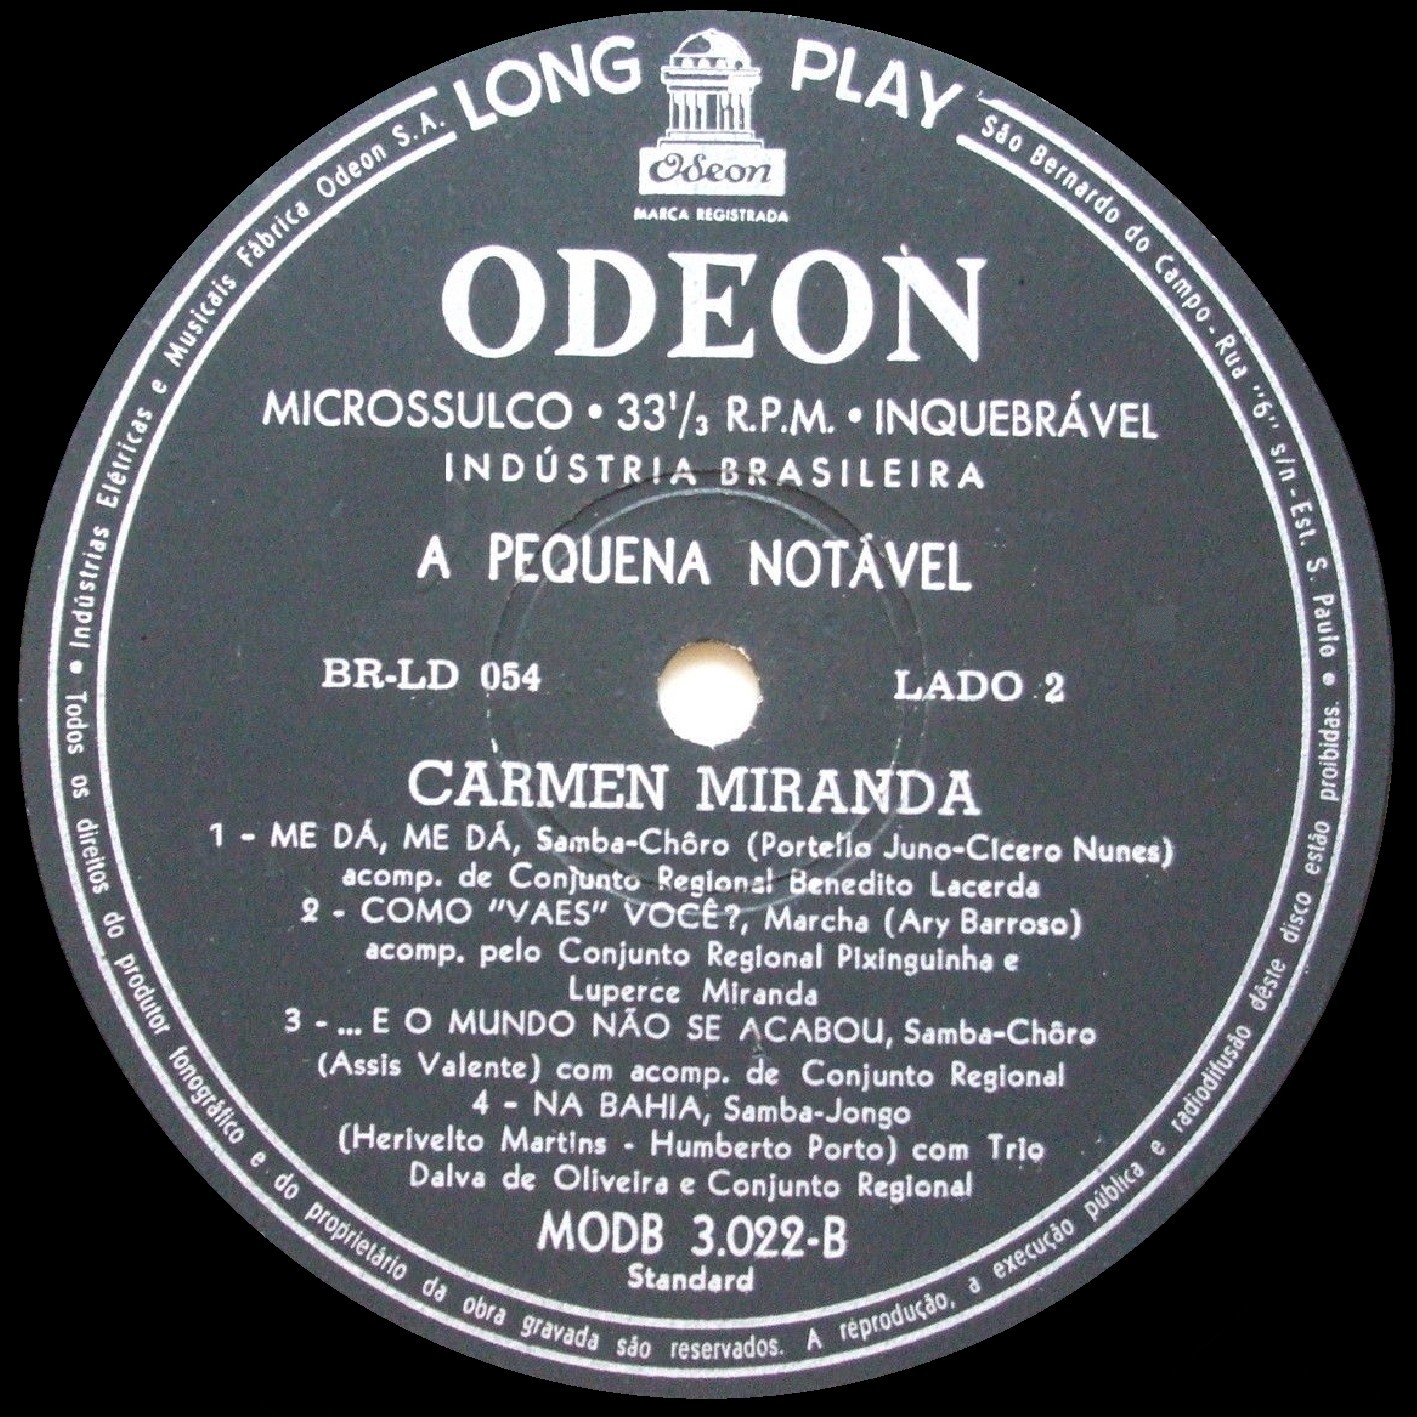 LONG PLAY
Odeon
MARCA REGISTRADA
ODEON
MICROSSULCO • 33 1/3 R.P.M. • INQUEBRÁVEL
INDÚSTRIA BRASILEIRA
A PEQUENA NOTÁVEL
BR-LD 054
LADO 2
CARMEN MIRANDA
1 - ME DÁ, ME DÁ, Samba-Chôro (Portello Juno-Cícero Nunes)
acomp. de Conjunto Regional Benedito Lacerda
2 - COMO "VAES" VOCÊ?, Marcha (Ary Barroso)
acomp. pelo Conjunto Regional Pixinguinha e
Luperce Miranda
3 - ... E O MUNDO NÃO SE ACABOU, Samba-Chôro
(Assis Valente) com acomp. de Conjunto Regional
4 - NA BAHIA, Samba-Jongo
(Herivelto Martins - Humberto Porto) com Trio
Dalva de Oliveira e Conjunto Regional
MODB 3.022-B
Standard
• Indústrias Elétricas e Musicais Fábrica Odeon S.A.
São Bernardo do Campo - Rua "6" s/n - Est. S. Paulo •
Todos os direitos do produtor fonográfico e do proprietário da obra gravada são reservados. A reprodução, a execução pública e radiodifusão dêste disco estão proibidas.